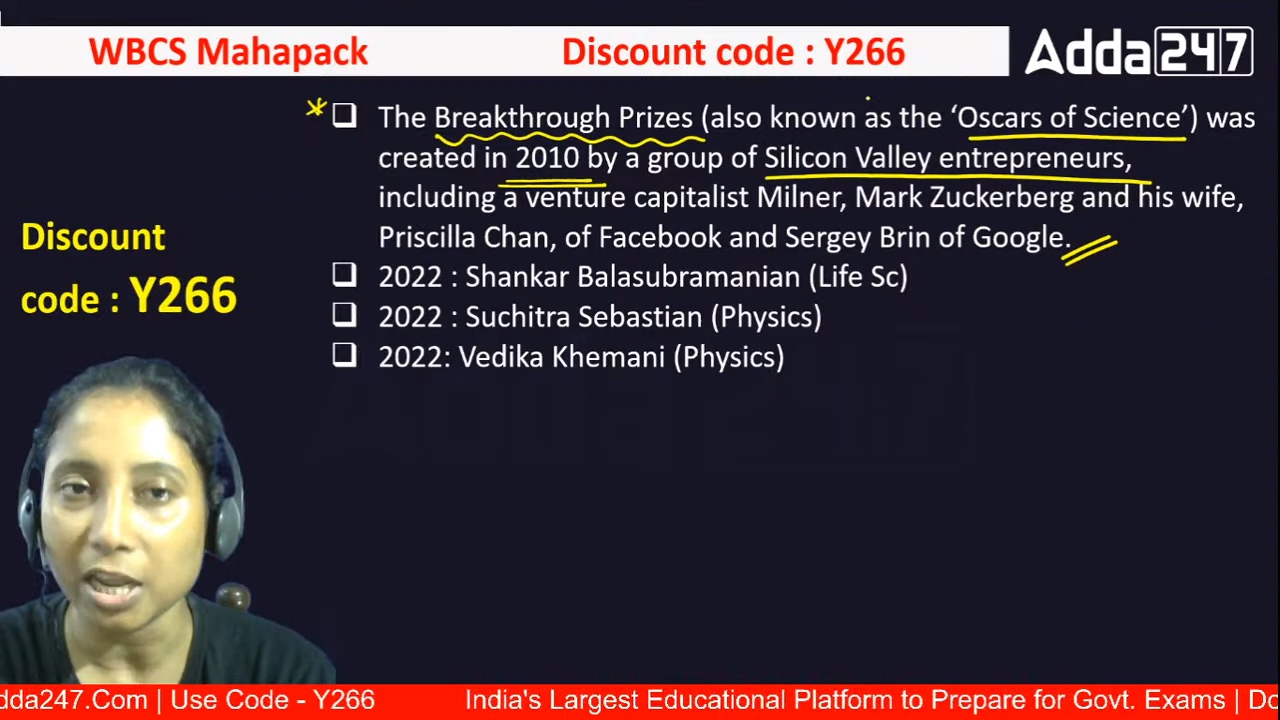 WBCS Mahapack Discount code : Y266 Adda247
* ❑ The Breakthrough Prizes (also known as the ‘Oscars of Science’) was
created in 2010 by a group of Silicon Valley entrepreneurs,
including a venture capitalist Milner, Mark Zuckerberg and his wife,
Priscilla Chan, of Facebook and Sergey Brin of Google.
❑ 2022 : Shankar Balasubramanian (Life Sc)
❑ 2022 : Suchitra Sebastian (Physics)
❑ 2022: Vedika Khemani (Physics)
Discount
code : Y266
Adda247
dda247.Com | Use Code - Y266 India's Largest Educational Platform to Prepare for Govt. Exams | Do